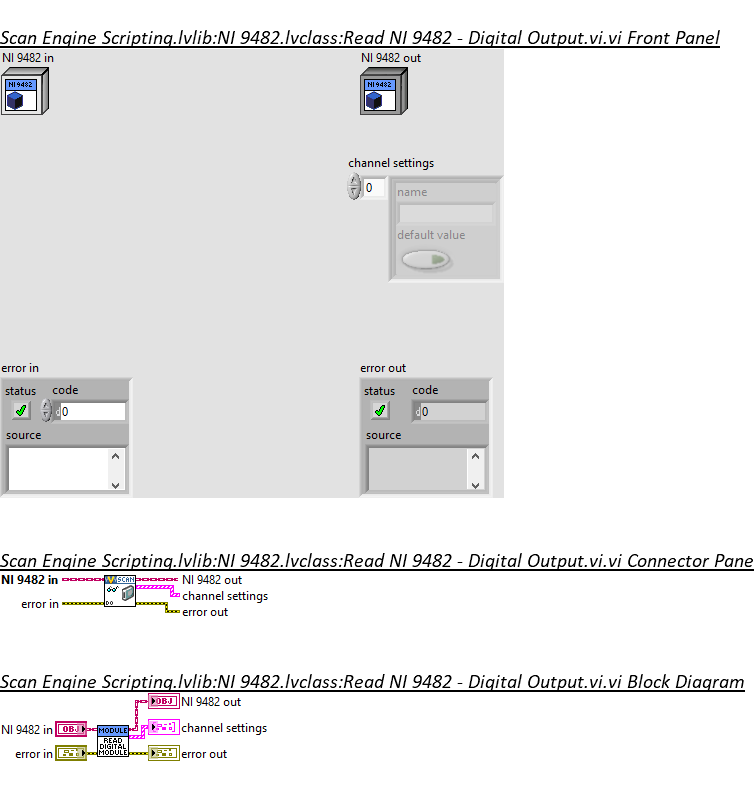 Scan Engine Scripting.lvlib:NI 9482.lvclass:Read NI 9482 - Digital Output.vi.vi Front Panel
NI 9482 in NI 9482 out
NI 9482 NI 9482
channel settings
0
name
default value
error in error out
status code status code
d 0 d 0
source source
Scan Engine Scripting.lvlib:NI 9482.lvclass:Read NI 9482 - Digital Output.vi.vi Connector Pane
NI 9482 in SCAN NI 9482 out
channel settings
error in DO error out
Scan Engine Scripting.lvlib:NI 9482.lvclass:Read NI 9482 - Digital Output.vi.vi Block Diagram
OBJ NI 9482 out
NI 9482 in OBJ MODULE channel settings
READ
DIGITAL
error in MODULE error out